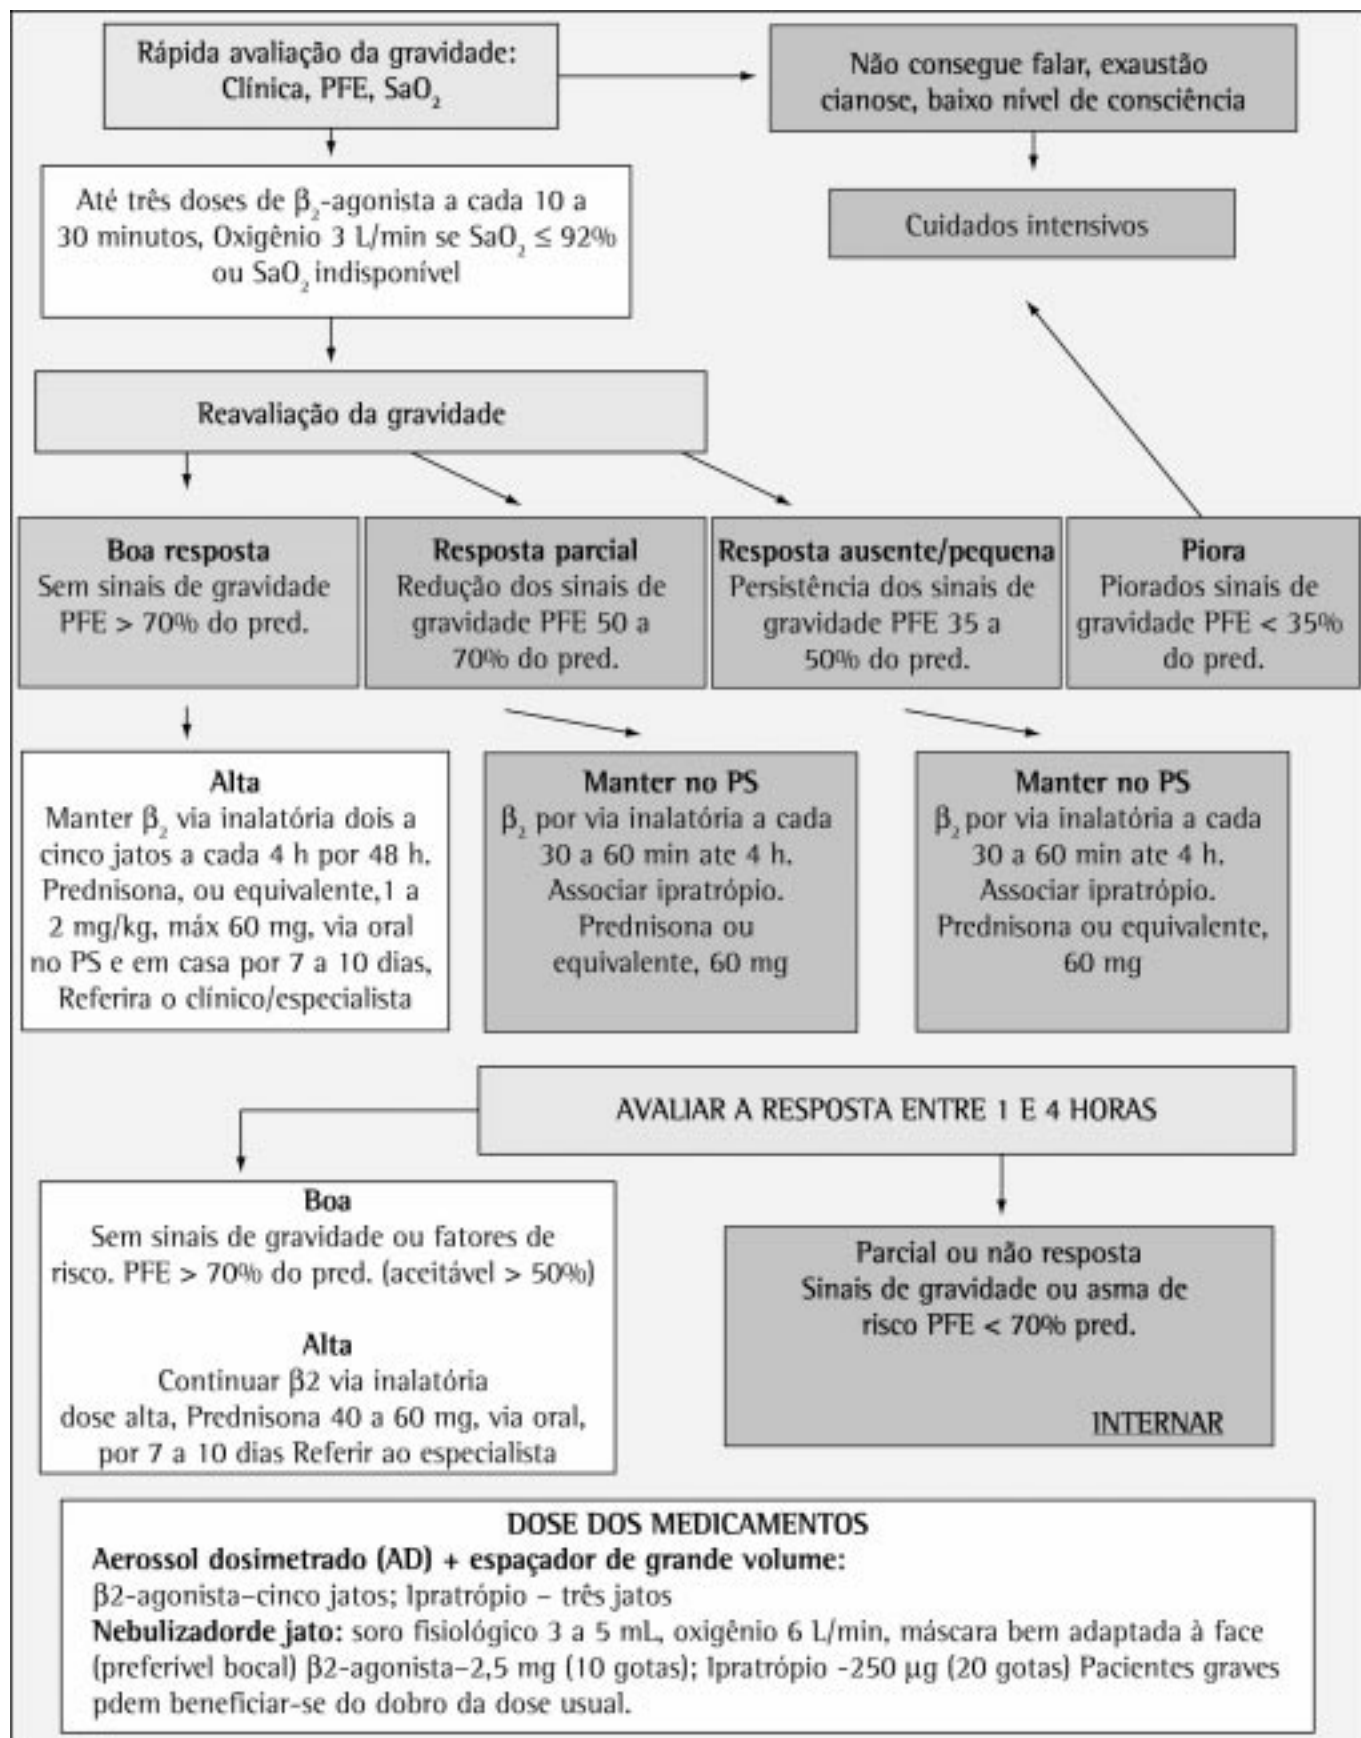 Rápida avaliação da gravidade:
Clínica, PFE, SaO₂
Não consegue falar, exaustão
cianose, baixo nível de consciência
Até três doses de β₂-agonista a cada 10 a
30 minutos, Oxigênio 3 L/min se SaO₂ ≤ 92%
ou SaO₂ indisponível
Cuidados intensivos
Reavaliação da gravidade
Boa resposta
Sem sinais de gravidade
PFE > 70% do pred.
Resposta parcial
Redução dos sinais de
gravidade PFE 50 a
70% do pred.
Resposta ausente/pequena
Persistência dos sinais de
gravidade PFE 35 a
50% do pred.
Piora
Piorados sinais de
gravidade PFE < 35%
do pred.
Alta
Manter β₂ via inalatória dois a
cinco jatos a cada 4 h por 48 h.
Prednisona, ou equivalente,1 a
2 mg/kg, máx 60 mg, via oral
no PS e em casa por 7 a 10 dias,
Referira o clínico/especialista
Manter no PS
β₂ por via inalatória a cada
30 a 60 min ate 4 h.
Associar ipratrópio.
Prednisona ou
equivalente, 60 mg
Manter no PS
β₂ por via inalatória a cada
30 a 60 min ate 4 h.
Associar ipratrópio.
Prednisona ou equivalente,
60 mg
AVALIAR A RESPOSTA ENTRE 1 E 4 HORAS
Boa
Sem sinais de gravidade ou fatores de
risco. PFE > 70% do pred. (aceitável > 50%)
Alta
Continuar β2 via inalatória
dose alta, Prednisona 40 a 60 mg, via oral,
por 7 a 10 dias Referir ao especialista
Parcial ou não resposta
Sinais de gravidade ou asma de
risco PFE < 70% pred.
INTERNAR
DOSE DOS MEDICAMENTOS
Aerossol dosimetrado (AD) + espaçador de grande volume:
β2-agonista–cinco jatos; Ipratrópio – três jatos
Nebulizadorde jato: soro fisiológico 3 a 5 mL, oxigênio 6 L/min, máscara bem adaptada à face
(preferível bocal) β2-agonista–2,5 mg (10 gotas); Ipratrópio -250 µg (20 gotas) Pacientes graves
pdem beneficiar-se do dobro da dose usual.